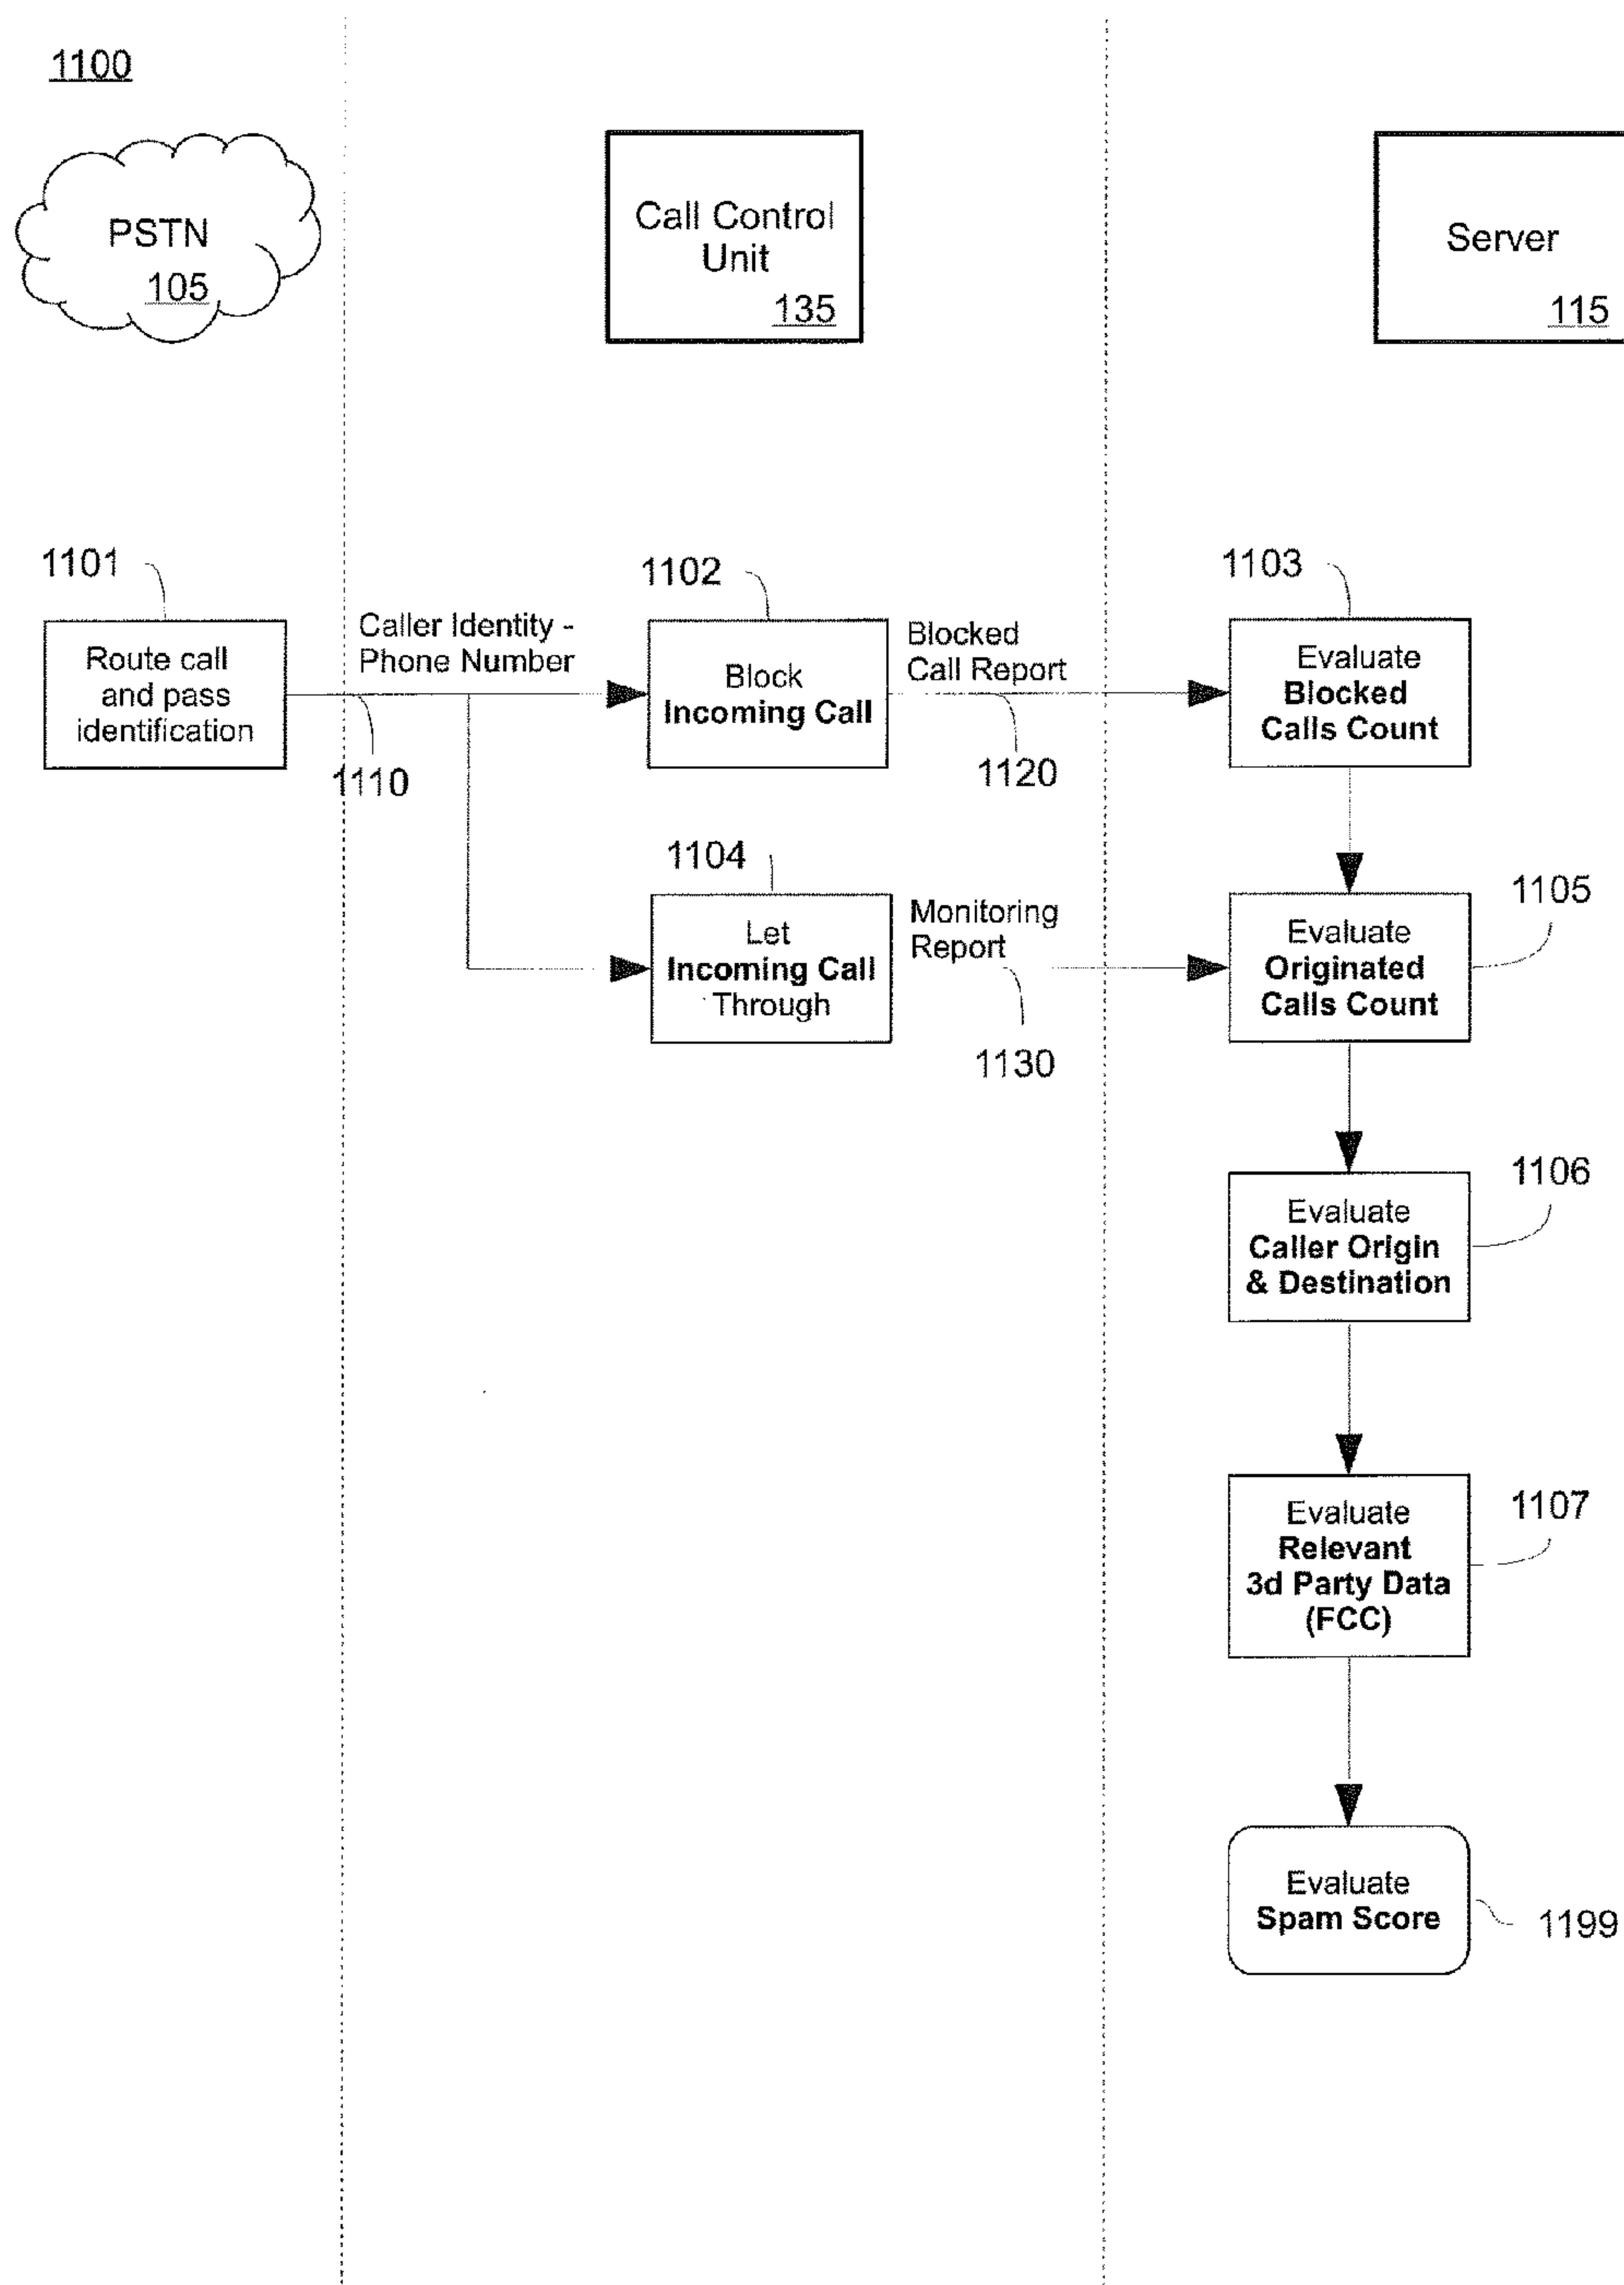 1100
PSTN
105
Call Control
Unit
135
Server
115
1101
Route call
and pass
identification
Caller Identity -
Phone Number
1110
1102
Block
Incoming Call
Blocked
Call Report
1120
1103
Evaluate
Blocked
Calls Count
1104
Let
Incoming Call
Through
Monitoring
Report
1130
Evaluate
Originated
Calls Count
1105
Evaluate
Caller Origin
& Destination
1106
Evaluate
Relevant
3d Party Data
(FCC)
1107
Evaluate
Spam Score
1199